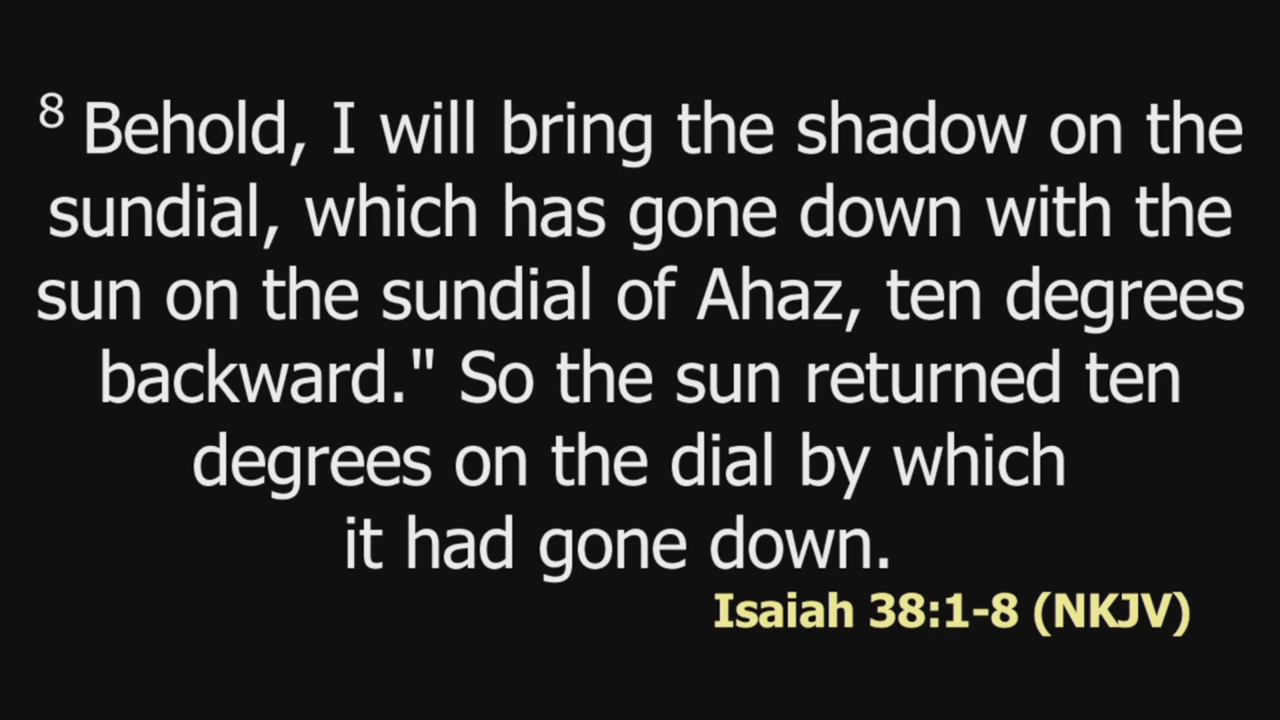 8 Behold, I will bring the shadow on the
sundial, which has gone down with the
sun on the sundial of Ahaz, ten degrees
backward." So the sun returned ten
degrees on the dial by which
it had gone down.
Isaiah 38:1-8 (NKJV)